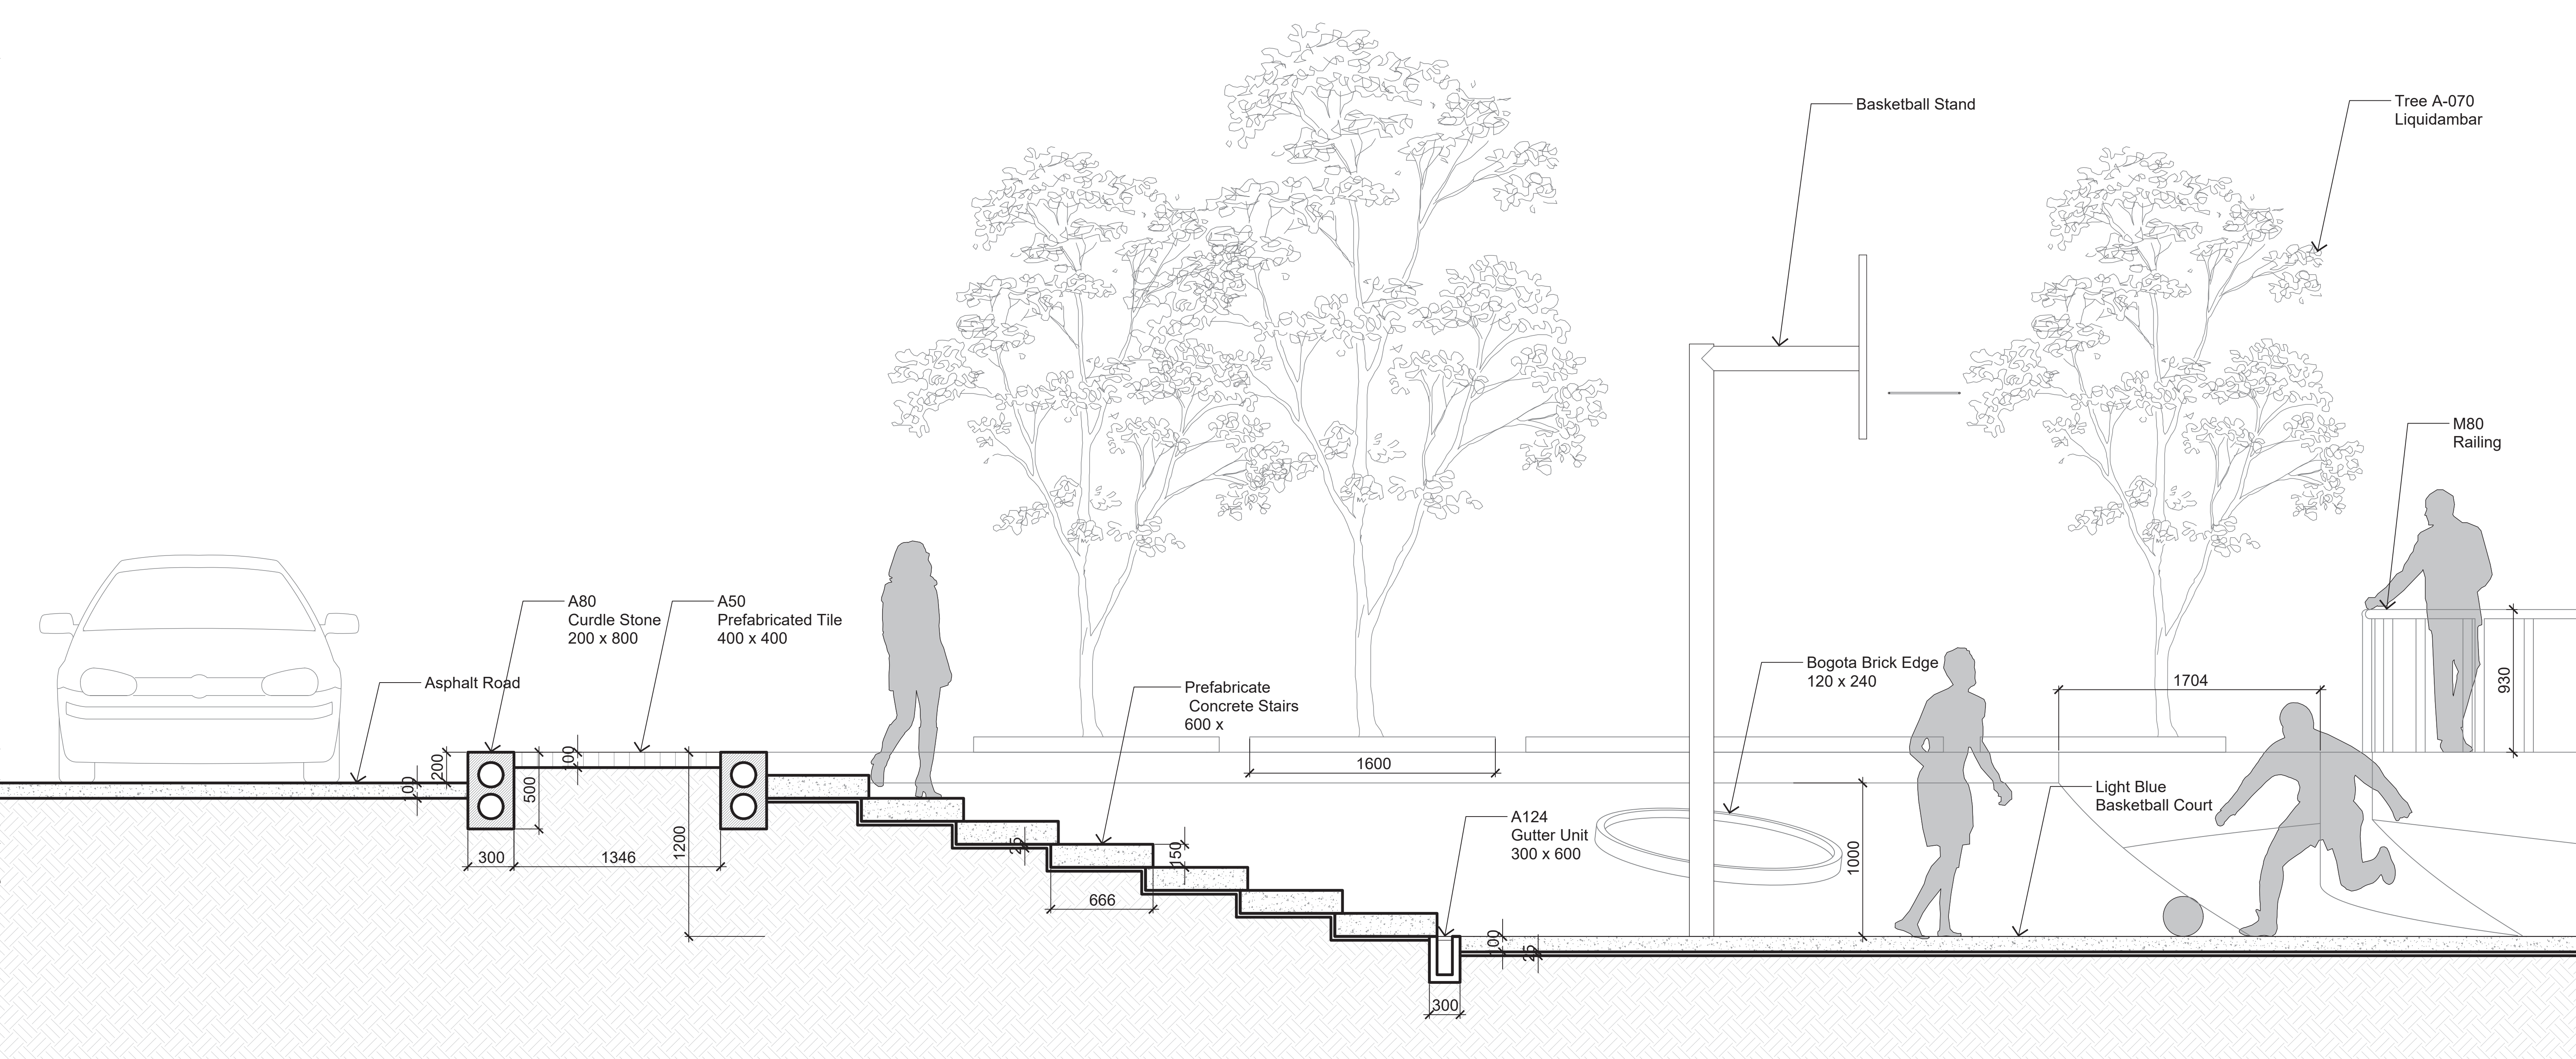 Tree A-070
Liquidambar
Basketball Stand
M80
Railing
A80
Curdle Stone
200 x 800
A50
Prefabricated Tile
400 x 400
Asphalt Road
Prefabricate
Concrete Stairs
600 x
Bogota Brick Edge
120 x 240
1704
930
200
100
500
100
1200
300
1346
25
150
666
1600
A124
Gutter Unit
300 x 600
1000
Light Blue
Basketball Court
100
25
300